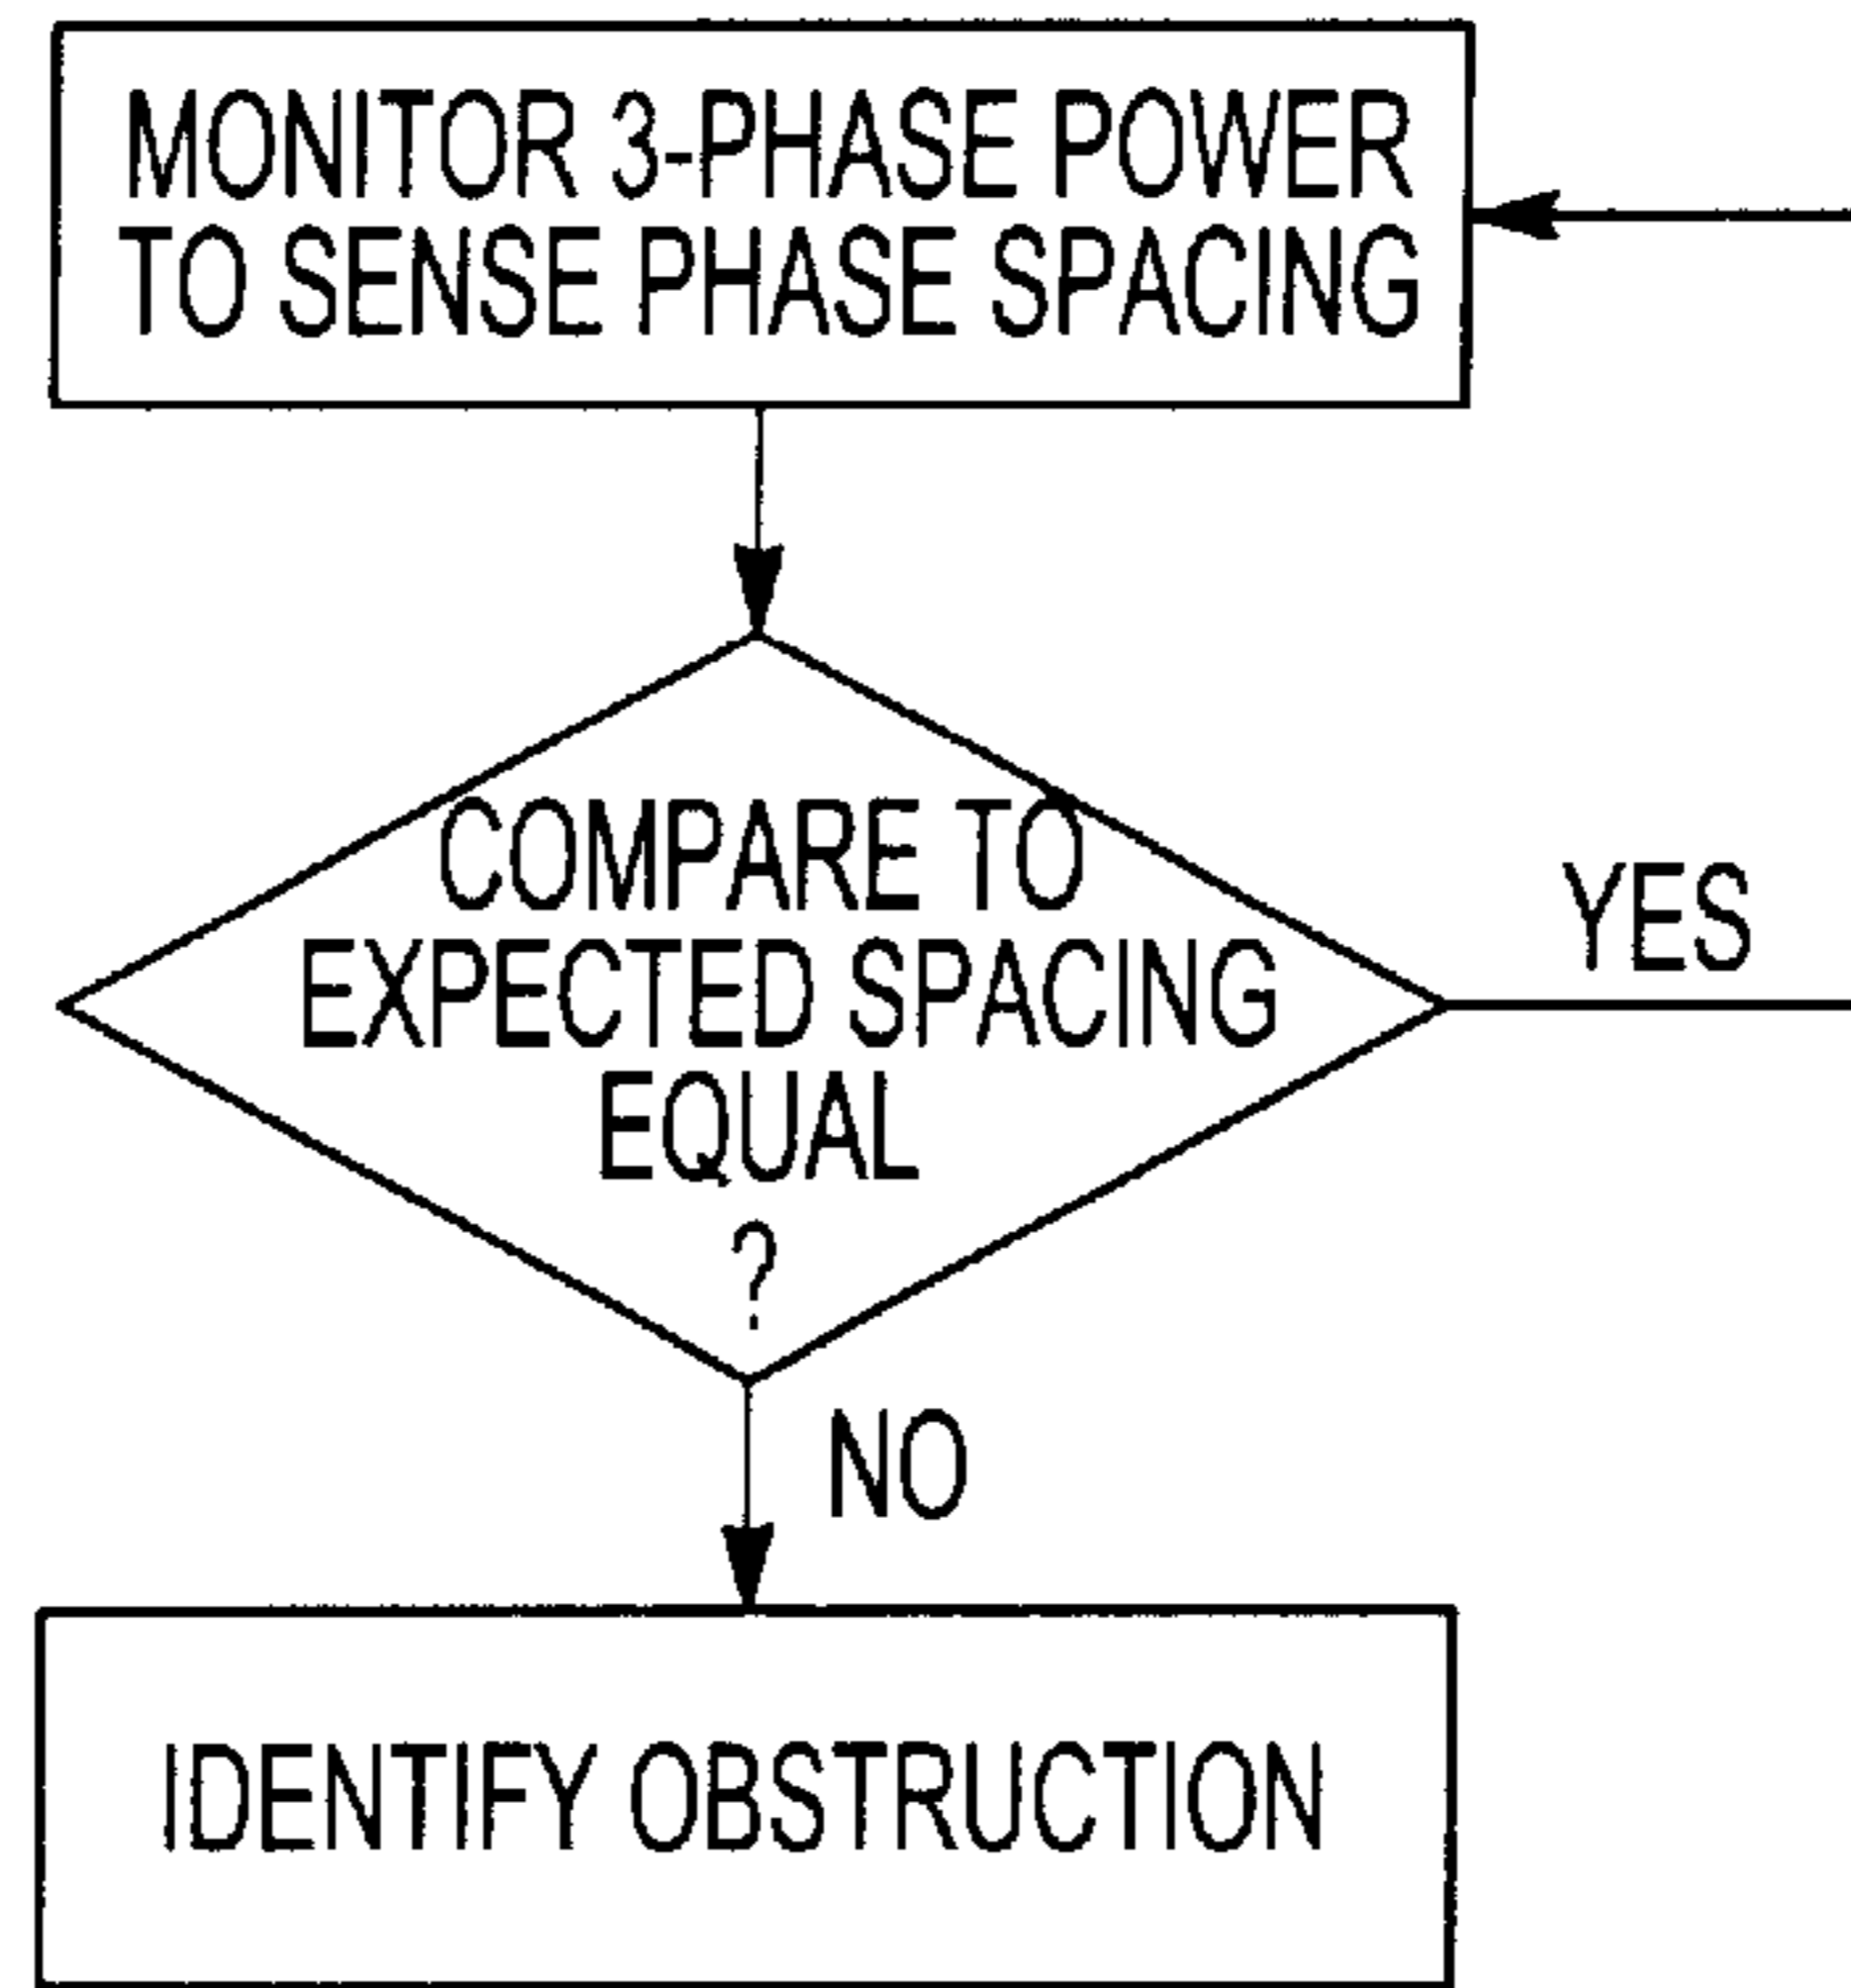 MONITOR 3-PHASE POWER
TO SENSE PHASE SPACING
COMPARE TO
EXPECTED SPACING
EQUAL
?
YES
NO
IDENTIFY OBSTRUCTION